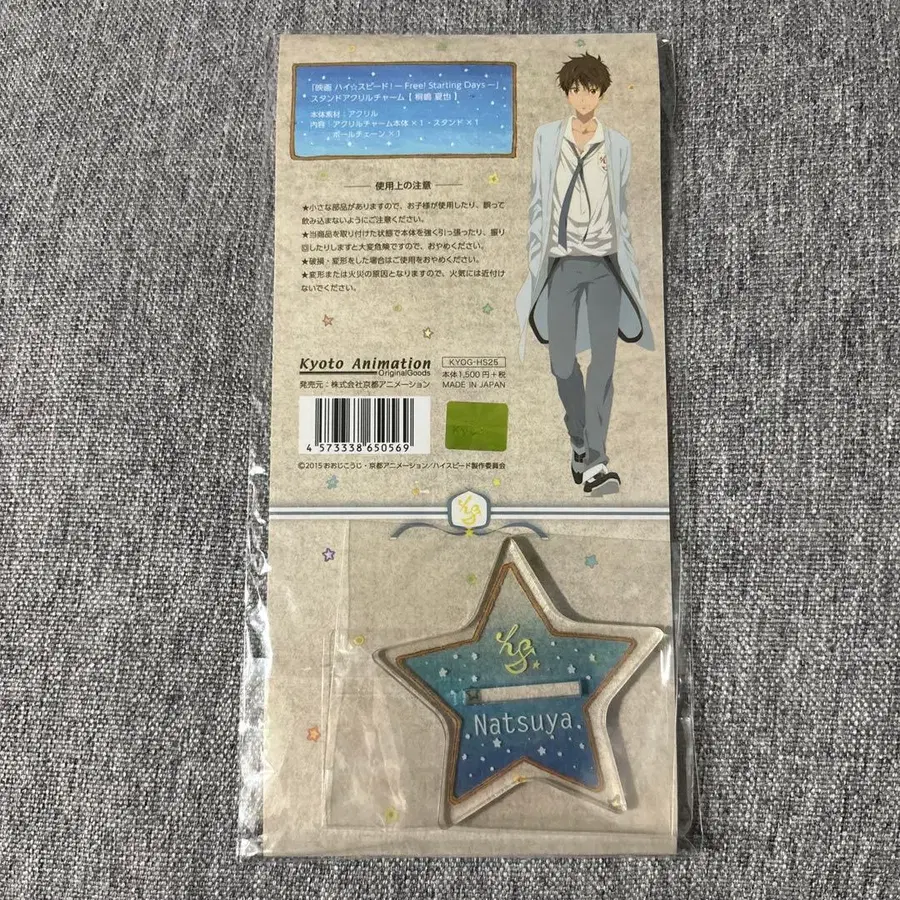 「映画 ハイ☆スピード！－Free! Starting Days－」
スタンドアクリルチャーム【 桐嶋 夏也 】
本体素材：アクリル
内容：アクリルチャーム本体×1・スタンド×1
ボールチェーン×1
使用上の注意
★小さな部品がありますので、お子様が使用したり、誤って
飲み込まないようにご注意ください。
★当商品を取り付けた状態で本体を強く引っ張ったり、振り
回したりしますと大変危険ですので、おやめください。
★破損・変形をした場合はご使用をおやめください。
★変形または火災の原因となりますので、火気には近付け
ないでください。
Kyoto Animation
OriginalGoods
発売元：株式会社京都アニメーション
KYOG-HS25
本体1,500円+税
MADE IN JAPAN
4 573338 650569
©2015 おおじこうじ・京都アニメーション／ハイスピード製作委員会
hs
hs
Natsuya